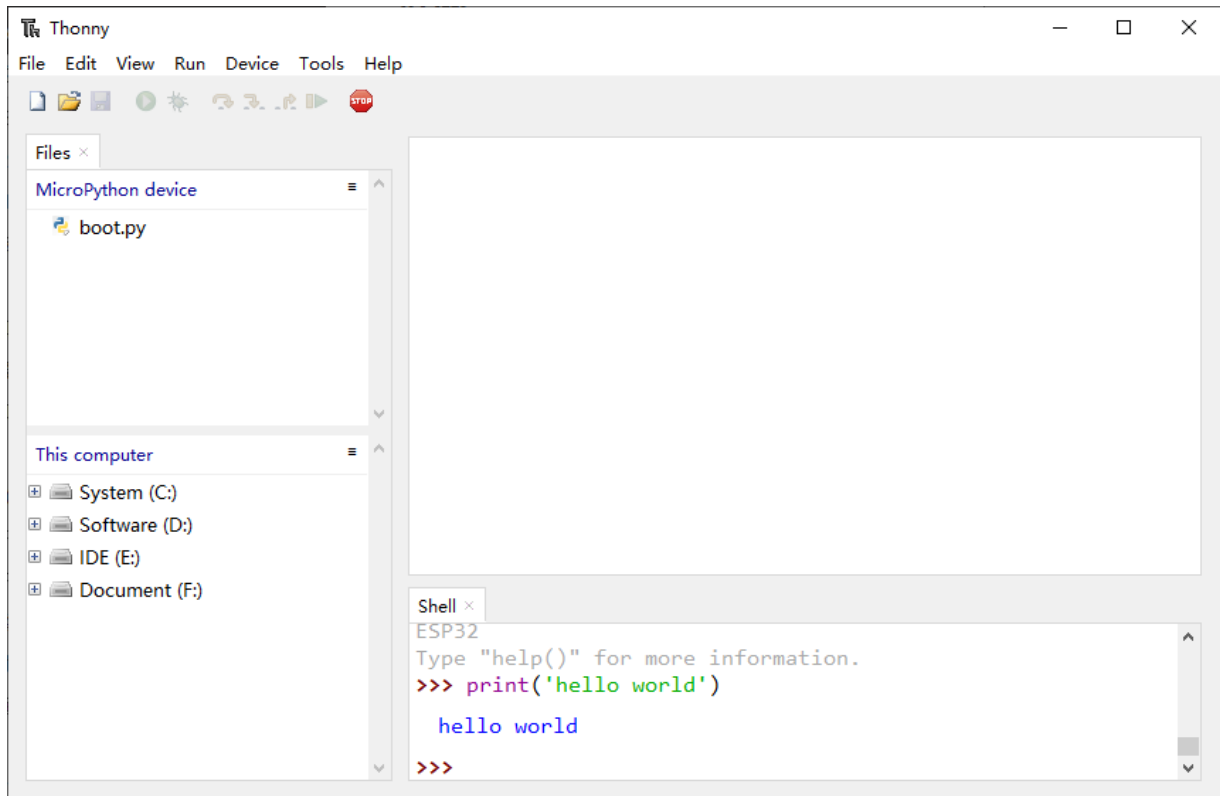 Thonny
File Edit View Run Device Tools Help
STOP
Files
MicroPython device
boot.py
This computer
System (C:)
Software (D:)
IDE (E:)
Document (F:)
Shell
ESP32
Type "help()" for more information.
>>> print('hello world')
hello world
>>>